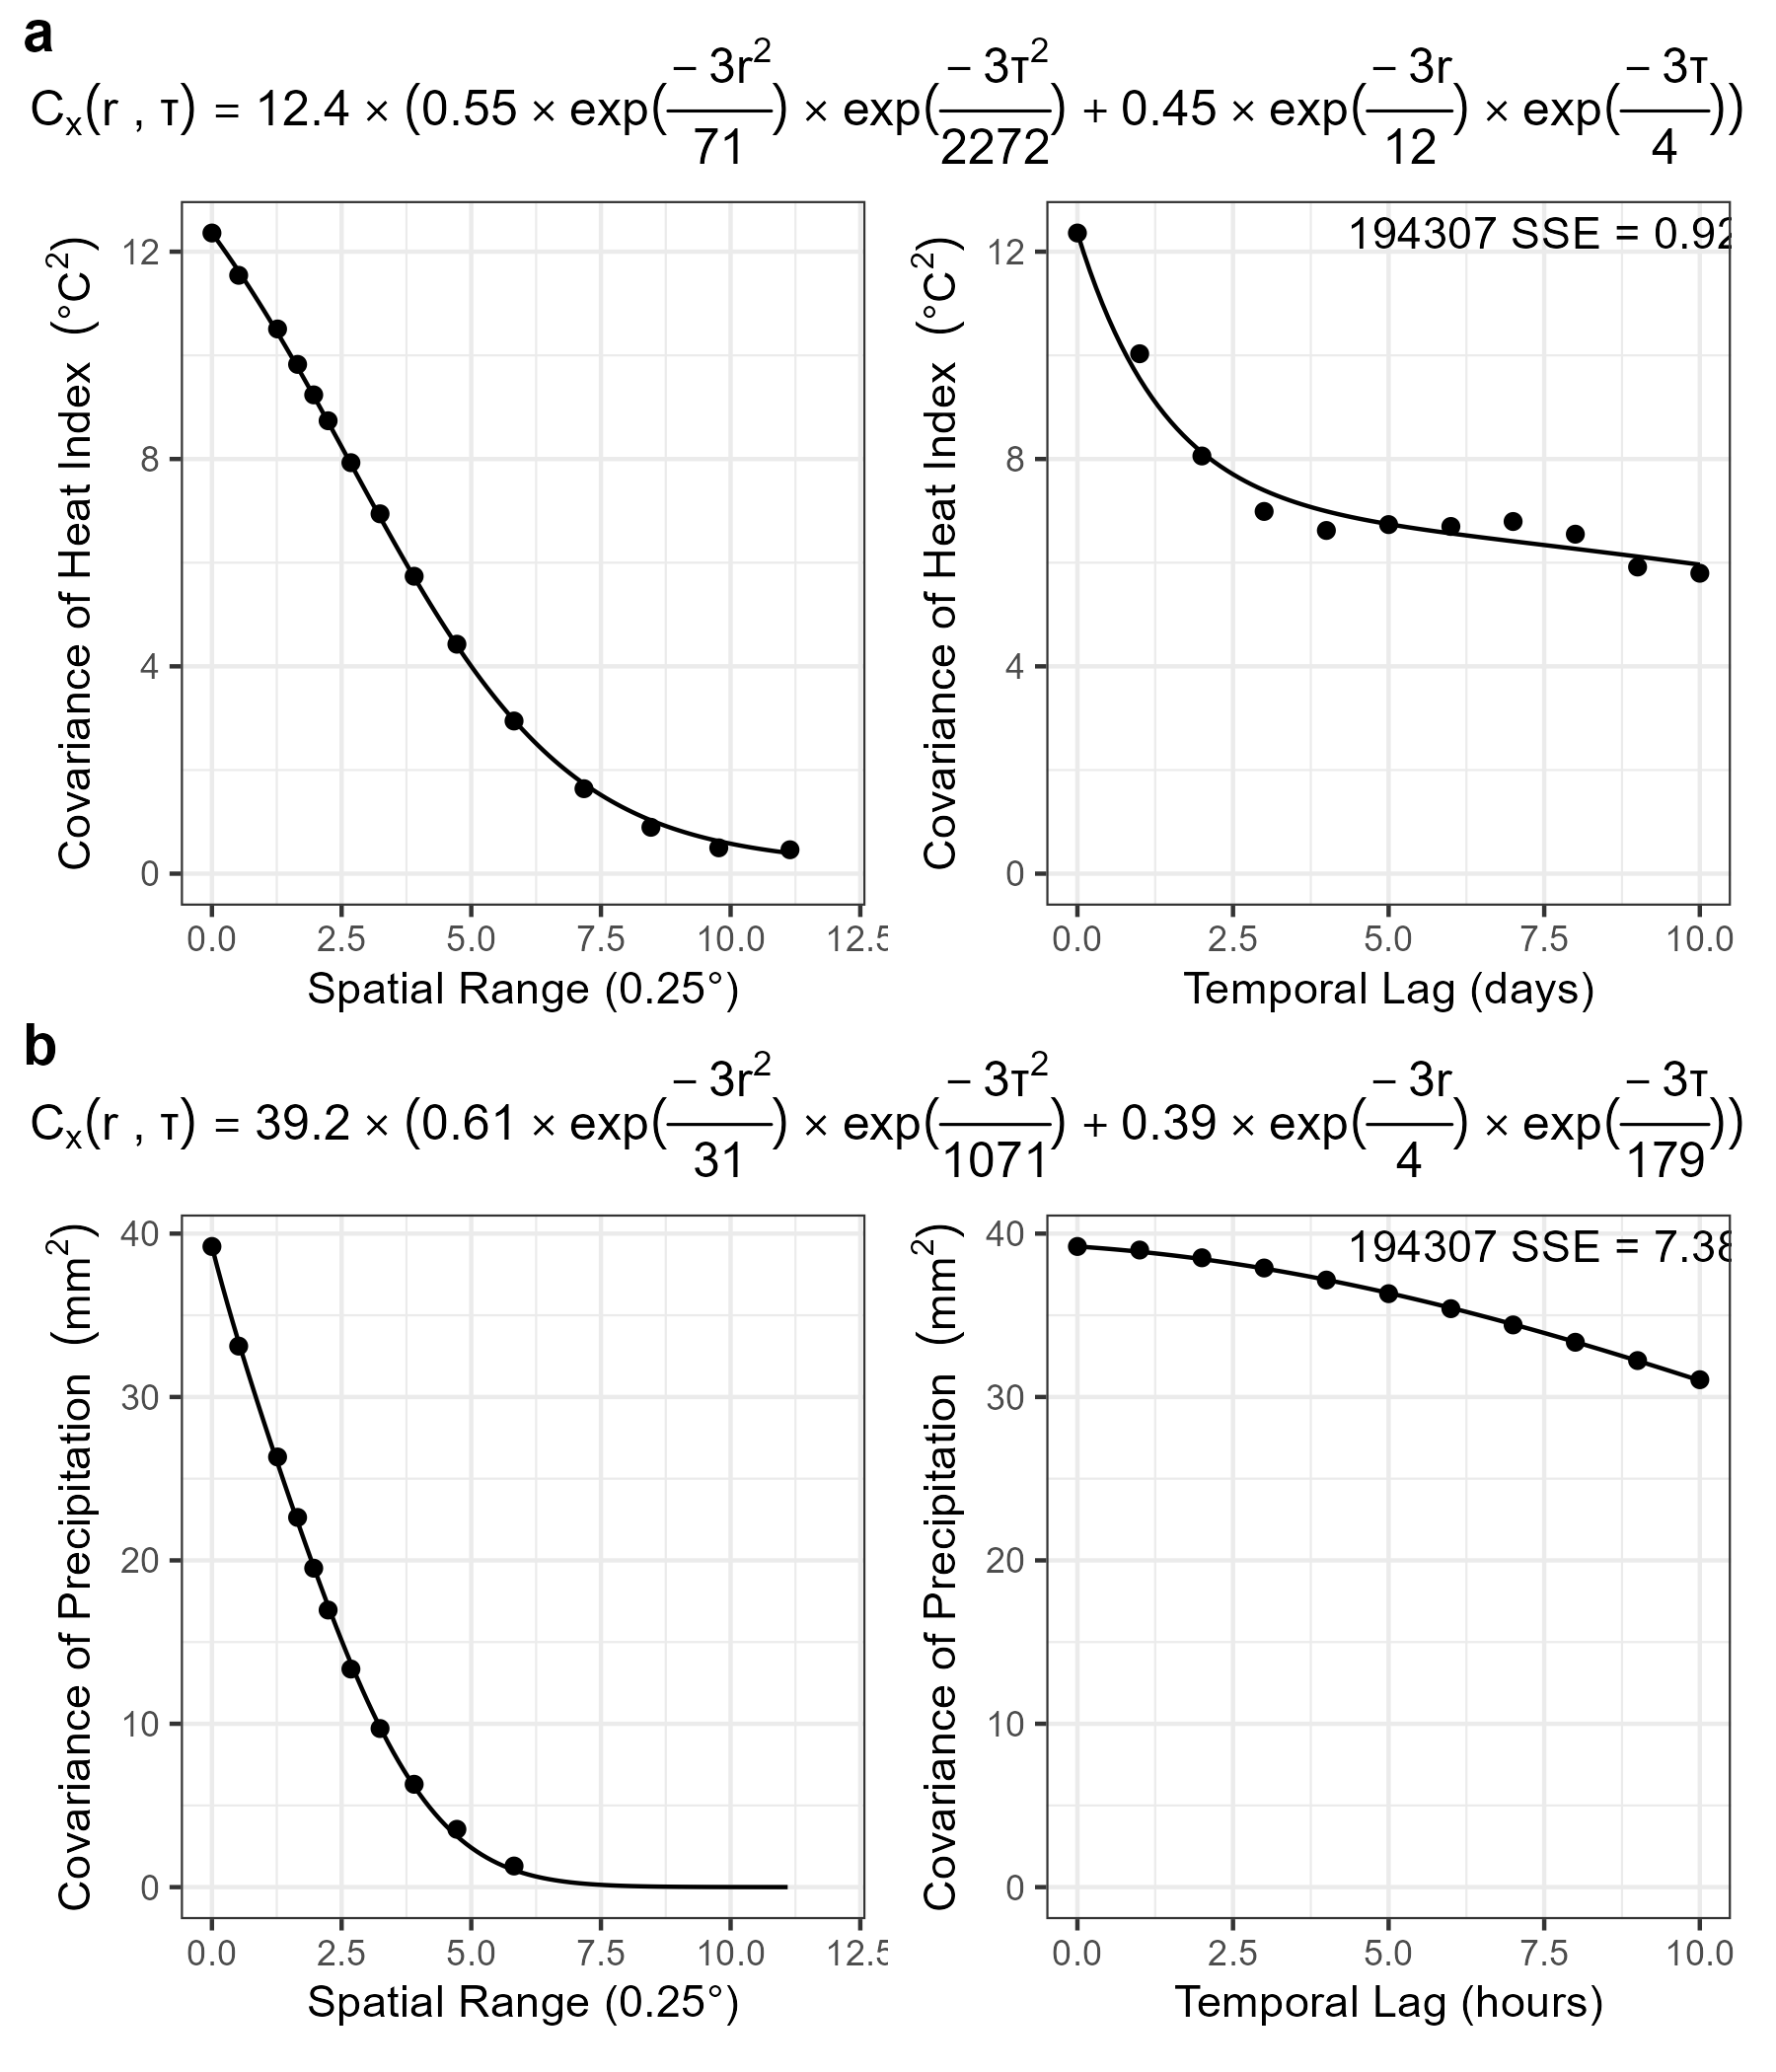 a
Cₓ(r , τ) = 12.4 × (0.55 × exp(− 3r²/71) × exp(− 3τ²/2272) + 0.45 × exp(− 3r/12) × exp(− 3τ/4))
Covariance of Heat Index (°C²)
12
8
4
0
0.0 2.5 5.0 7.5 10.0 12.5
Spatial Range (0.25°)
Covariance of Heat Index (°C²)
194307 SSE = 0.92
12
8
4
0
0.0 2.5 5.0 7.5 10.0
Temporal Lag (days)
b
Cₓ(r , τ) = 39.2 × (0.61 × exp(− 3r²/31) × exp(− 3τ²/1071) + 0.39 × exp(− 3r/4) × exp(− 3τ/179))
Covariance of Precipitation (mm²)
40
30
20
10
0
0.0 2.5 5.0 7.5 10.0 12.5
Spatial Range (0.25°)
Covariance of Precipitation (mm²)
194307 SSE = 7.38
40
30
20
10
0
0.0 2.5 5.0 7.5 10.0
Temporal Lag (hours)